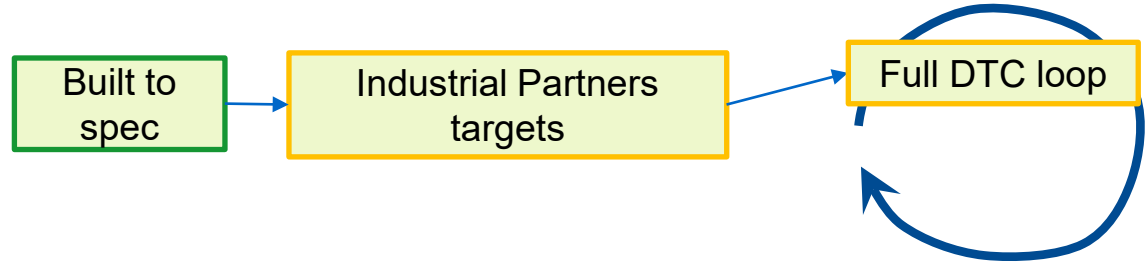 Built to
spec
Industrial Partners
targets
Full DTC loop